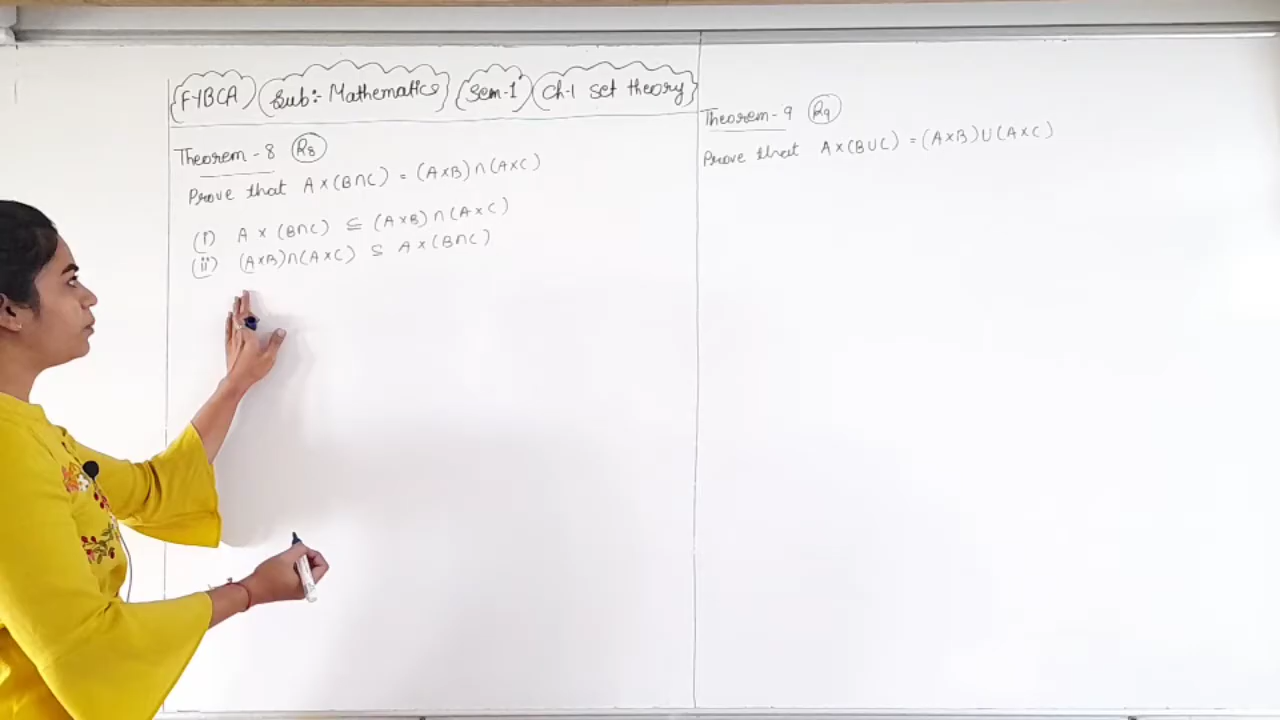 FYBCA Sub:- Mathematics Sem-1 Ch-1 Set theory
Theorem-8 R8
Prove that A×(B∩C) = (A×B)∩(A×C)
(i) A×(B∩C) ⊆ (A×B)∩(A×C)
(ii) (A×B)∩(A×C) ⊆ A×(B∩C)
Theorem-9 R9
Prove that A×(B∪C) = (A×B)∪(A×C)